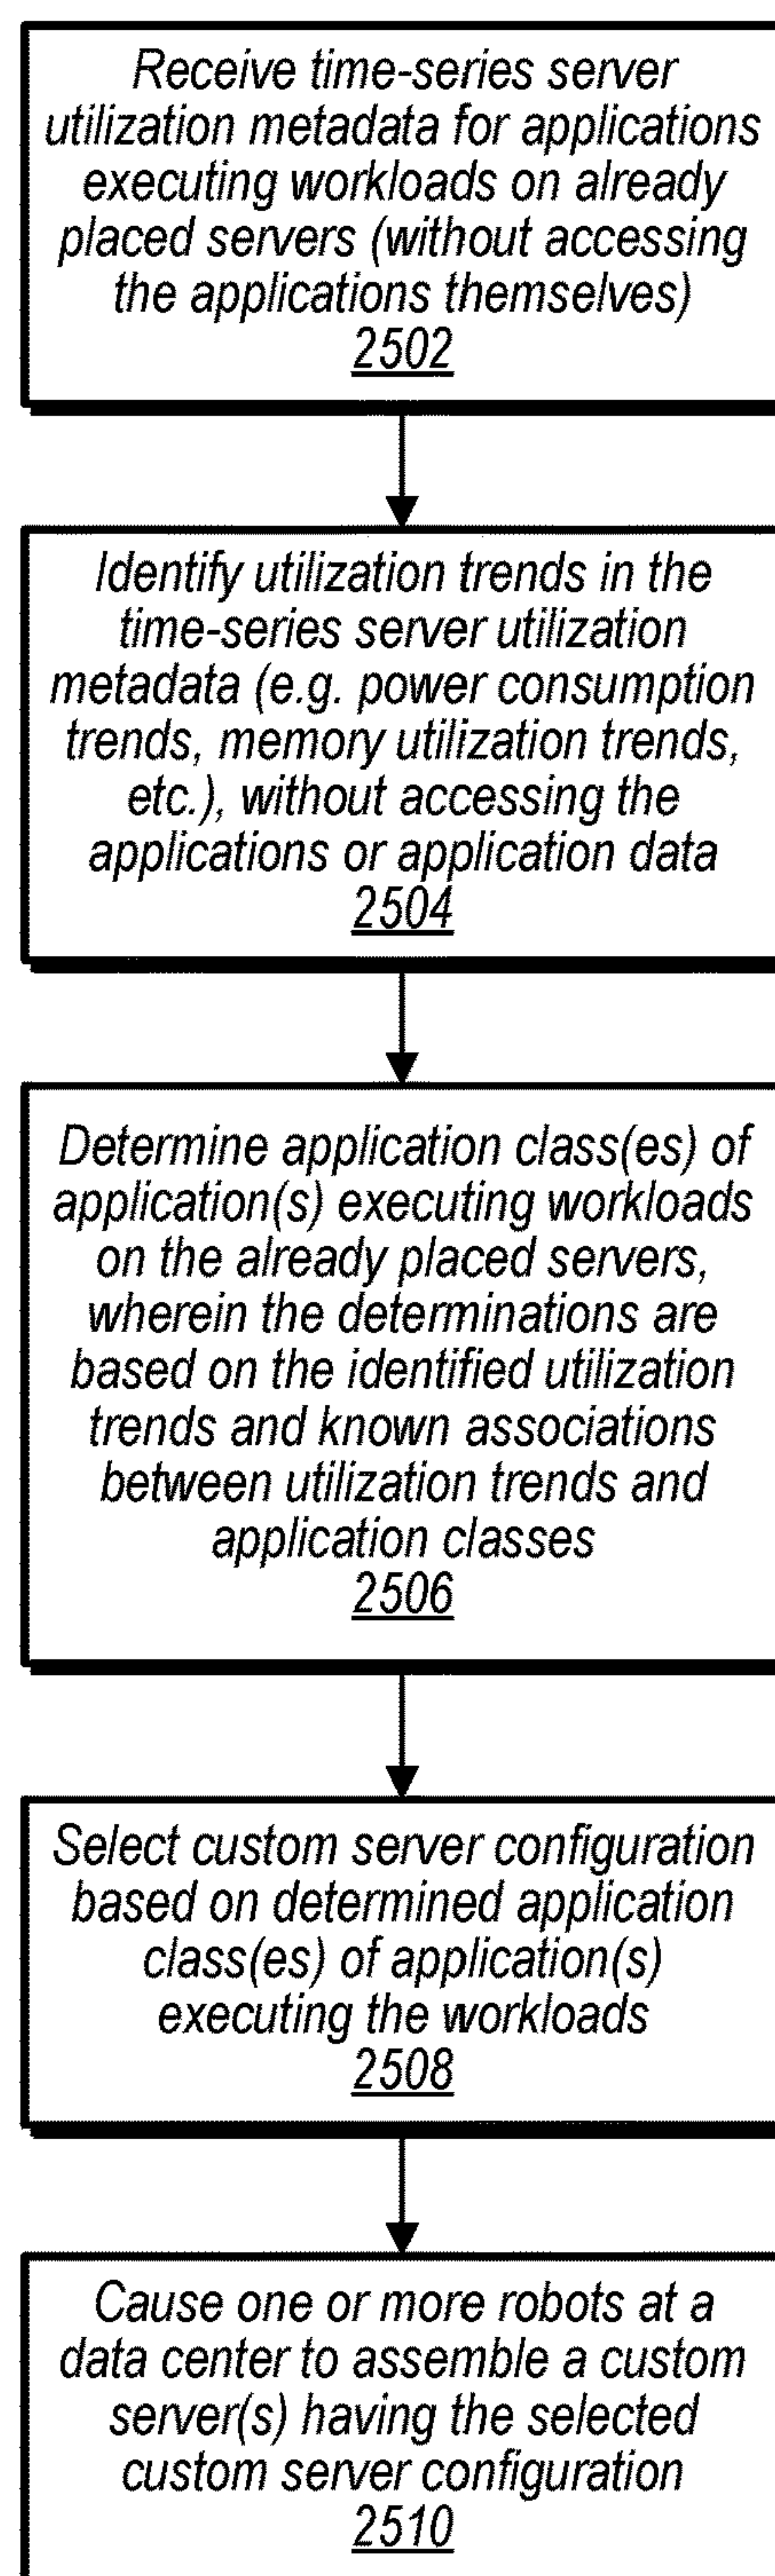 Receive time-series server
utilization metadata for applications
executing workloads on already
placed servers (without accessing
the applications themselves)
2502
Identify utilization trends in the
time-series server utilization
metadata (e.g. power consumption
trends, memory utilization trends,
etc.), without accessing the
applications or application data
2504
Determine application class(es) of
application(s) executing workloads
on the already placed servers,
wherein the determinations are
based on the identified utilization
trends and known associations
between utilization trends and
application classes
2506
Select custom server configuration
based on determined application
class(es) of application(s)
executing the workloads
2508
Cause one or more robots at a
data center to assemble a custom
server(s) having the selected
custom server configuration
2510